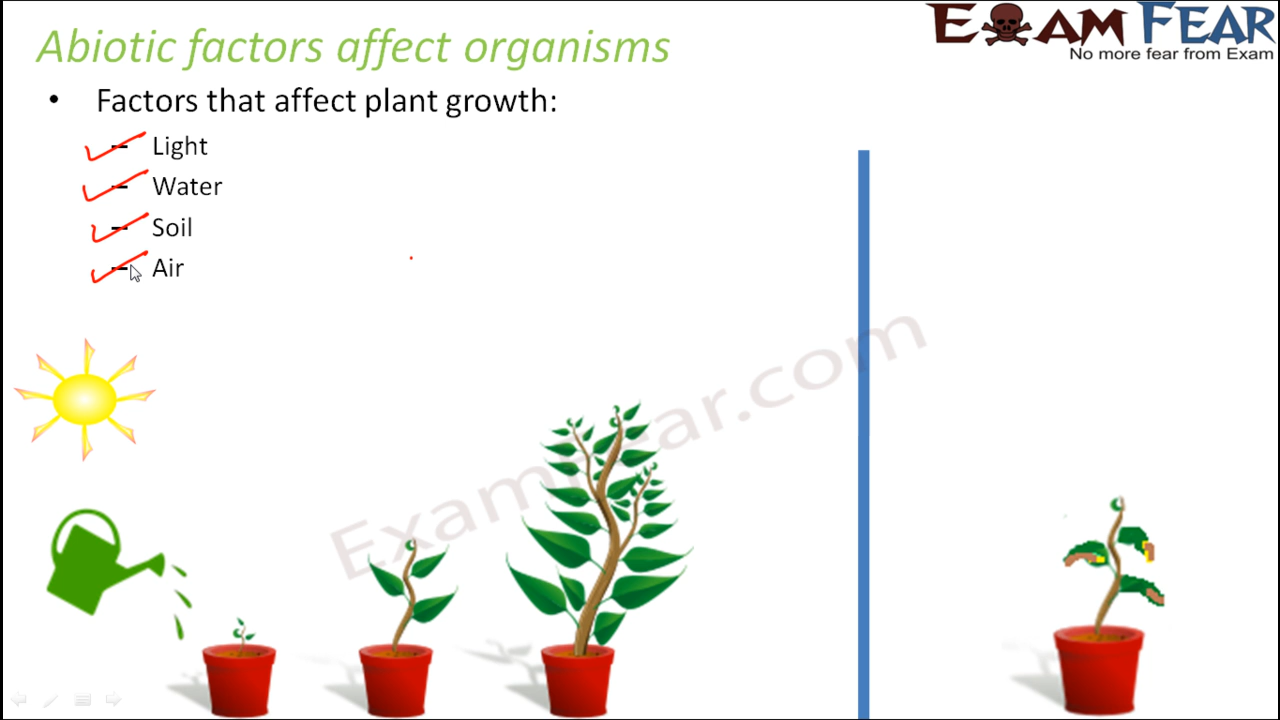 Abiotic factors affect organisms
EXAM FEAR
No more fear from Exam
• Factors that affect plant growth:
– Light
– Water
– Soil
– Air
Examfear.com